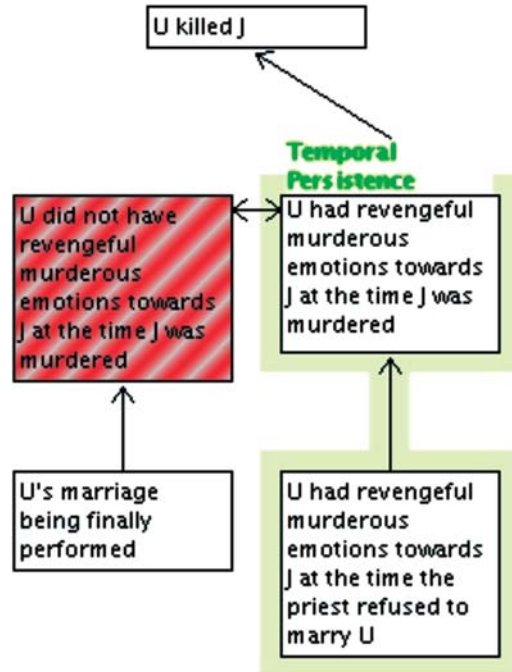 U killed J
Temporal
Persistence
U did not have
revengeful
murderous
emotions towards
J at the time J was
murdered
U had revengeful
murderous
emotions towards
J at the time J was
murdered
U's marriage
being finally
performed
U had revengeful
murderous
emotions towards
J at the time the
priest refused to
marry U